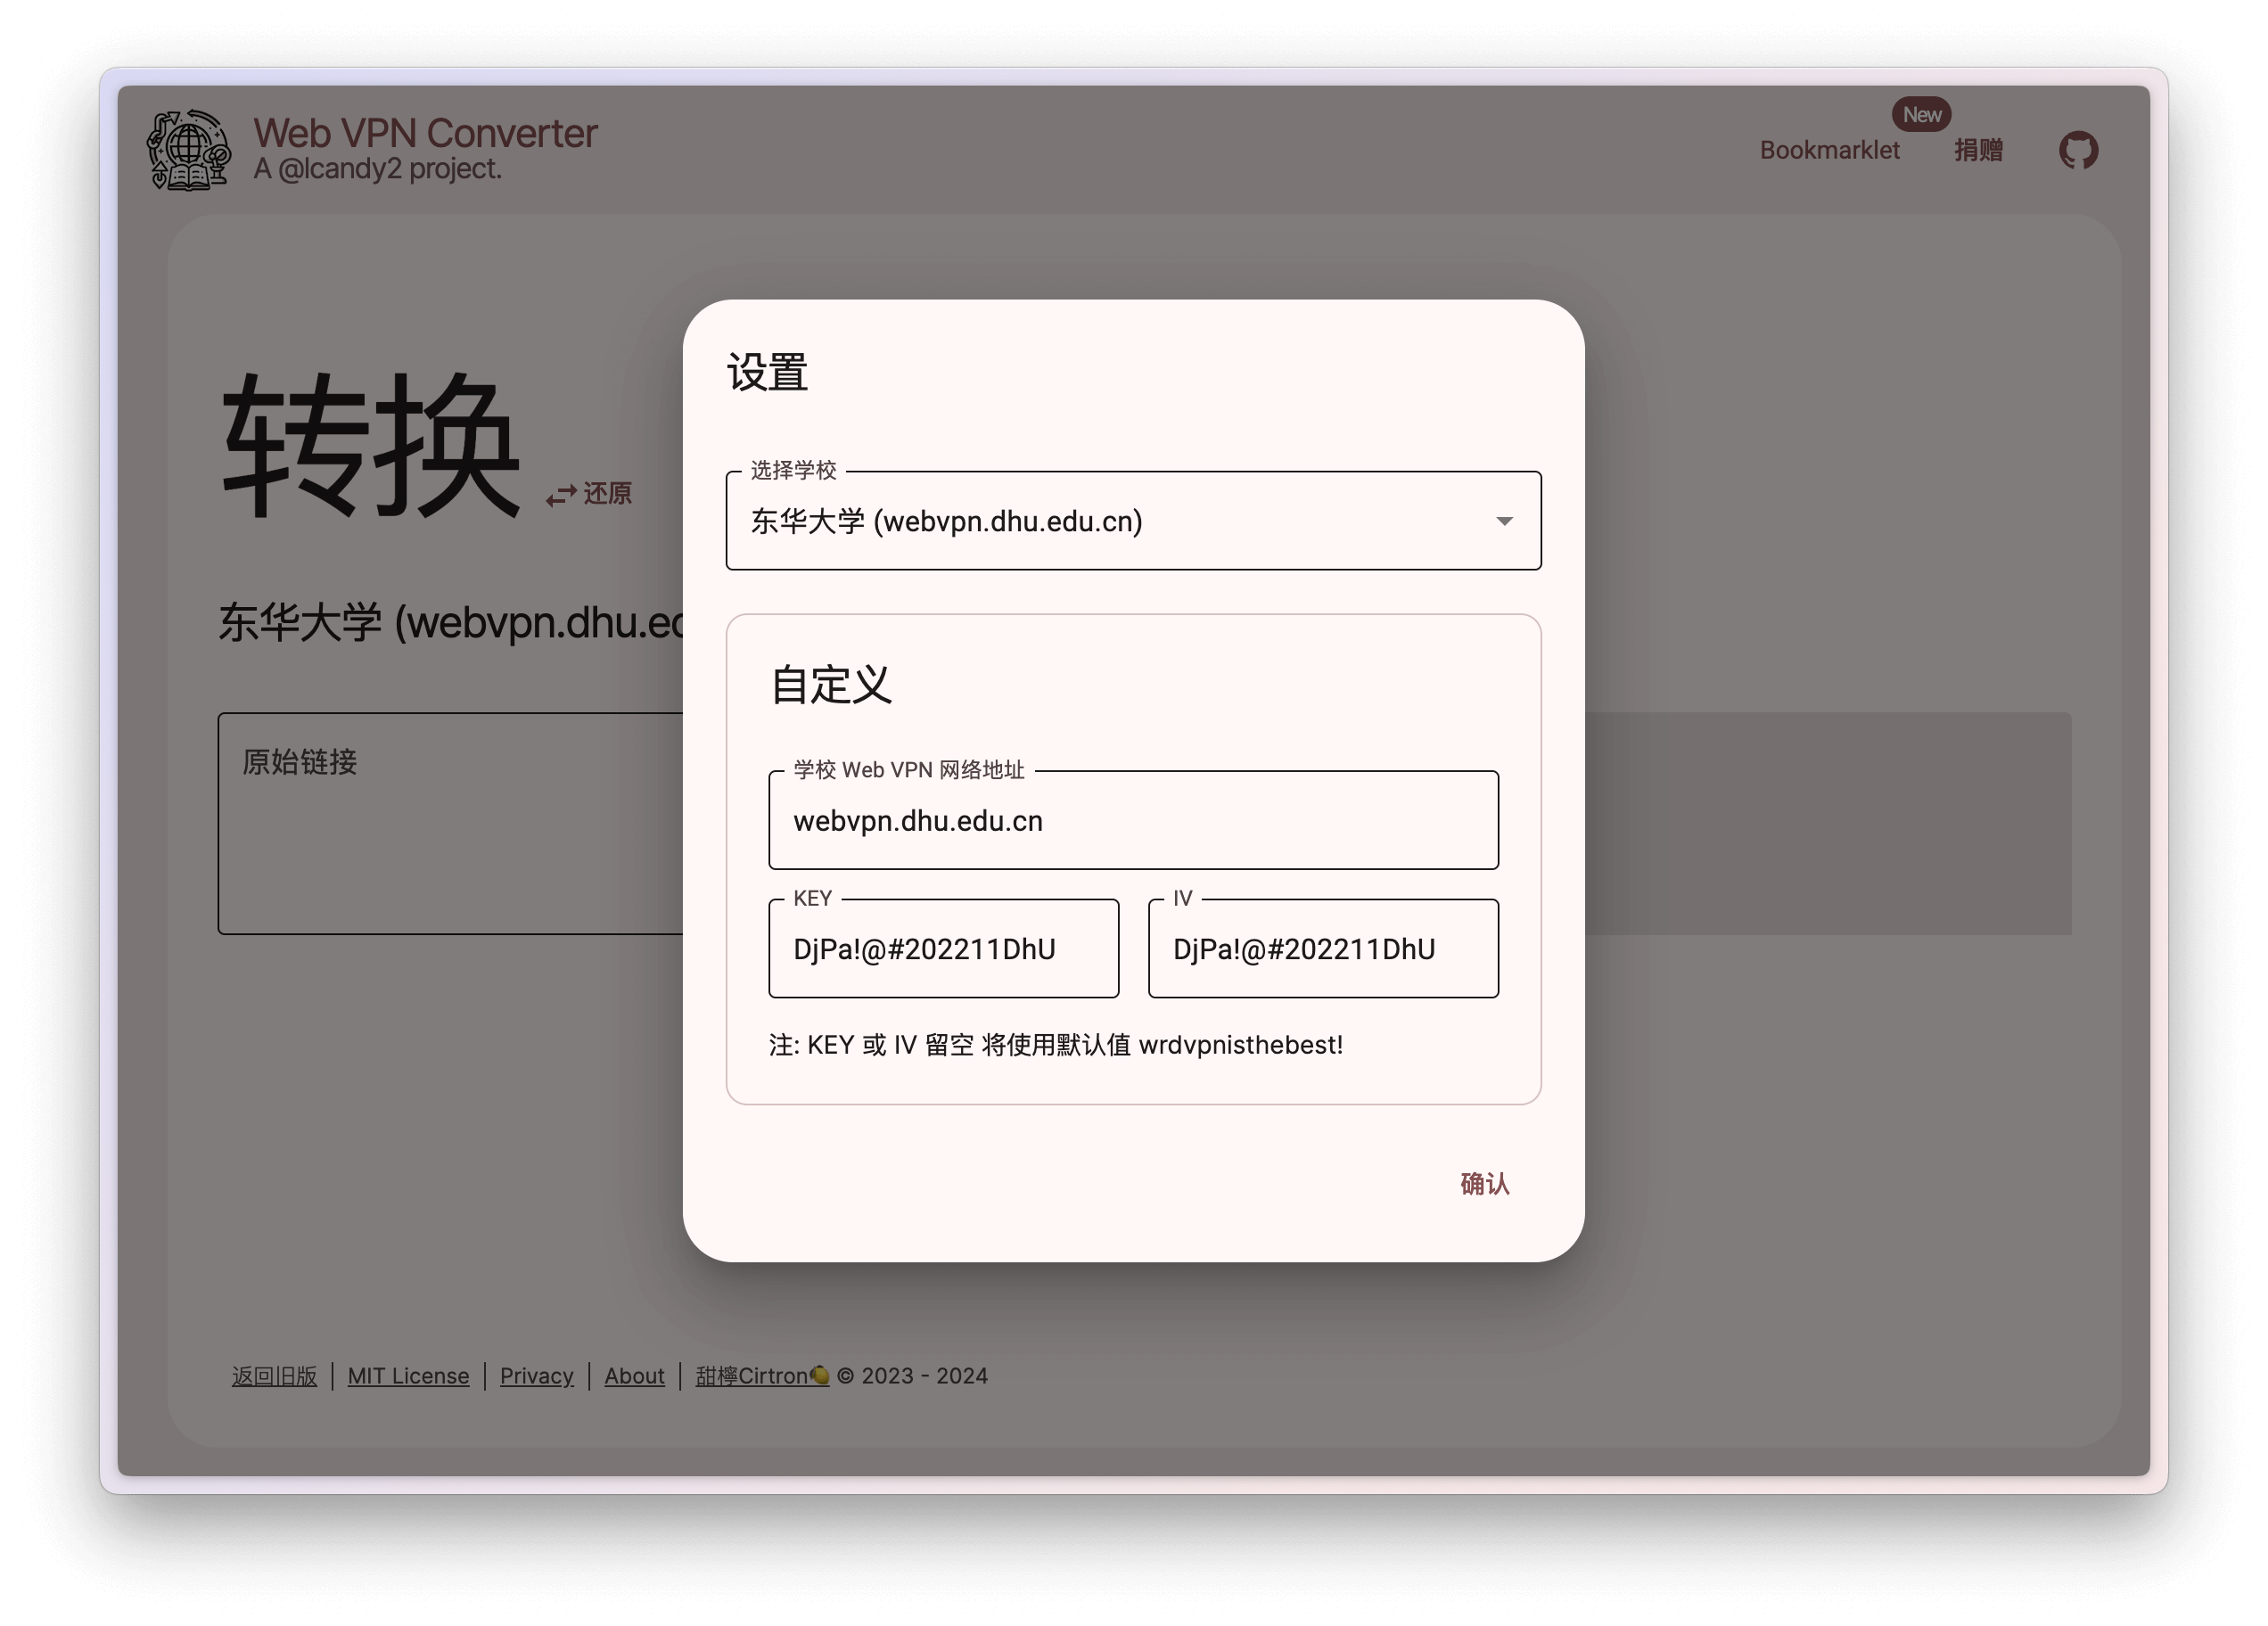 Web VPN Converter
A @lcandy2 project.
Bookmarklet
New
捐赠
转换
还原
东华大学 (webvpn.dhu.ed
原始链接
设置
选择学校
东华大学 (webvpn.dhu.edu.cn)
自定义
学校 Web VPN 网络地址
webvpn.dhu.edu.cn
KEY
DjPa!@#202211DhU
IV
DjPa!@#202211DhU
注: KEY 或 IV 留空 将使用默认值 wrdvpnisthebest!
确认
返回旧版 | MIT License | Privacy | About | 甜檸Cirtron🍋 © 2023 - 2024